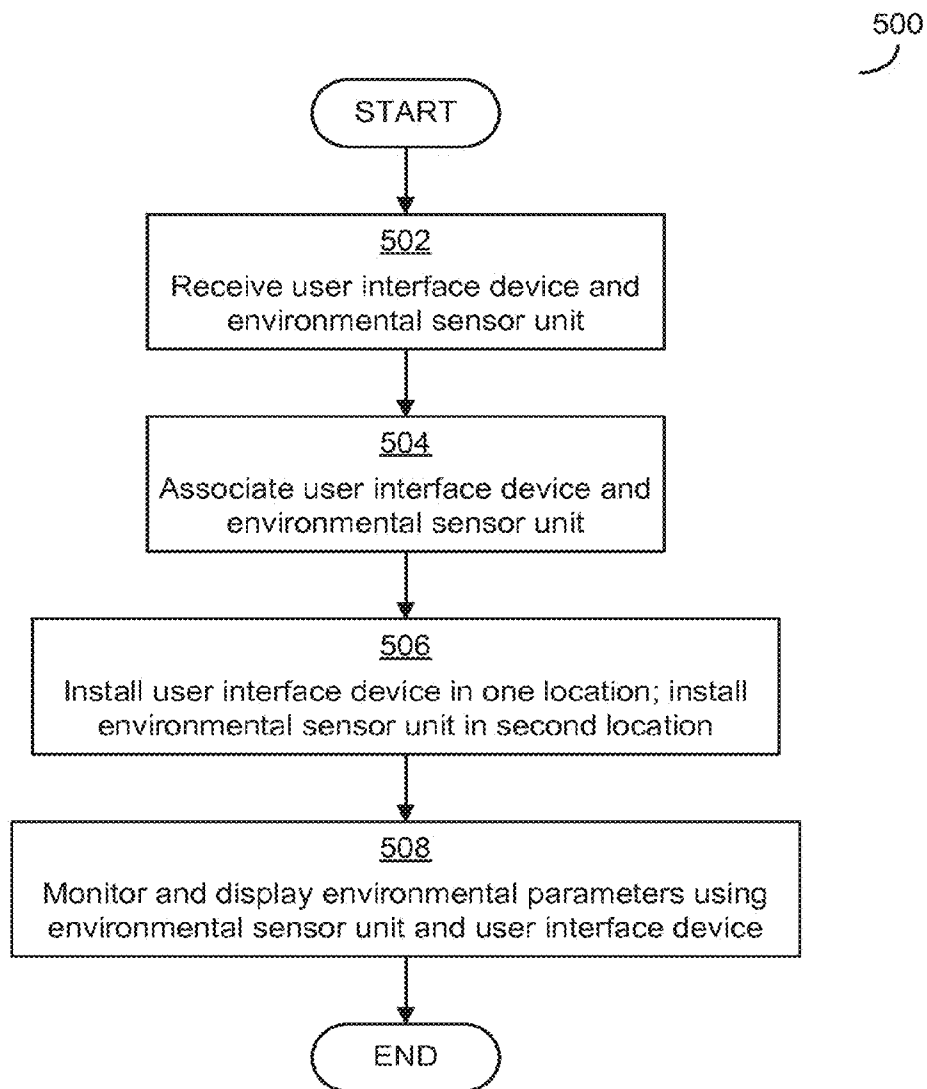 500
START
502
Receive user interface device and
environmental sensor unit
504
Associate user interface device and
environmental sensor unit
506
Install user interface device in one location; install
environmental sensor unit in second location
508
Monitor and display environmental parameters using
environmental sensor unit and user interface device
END